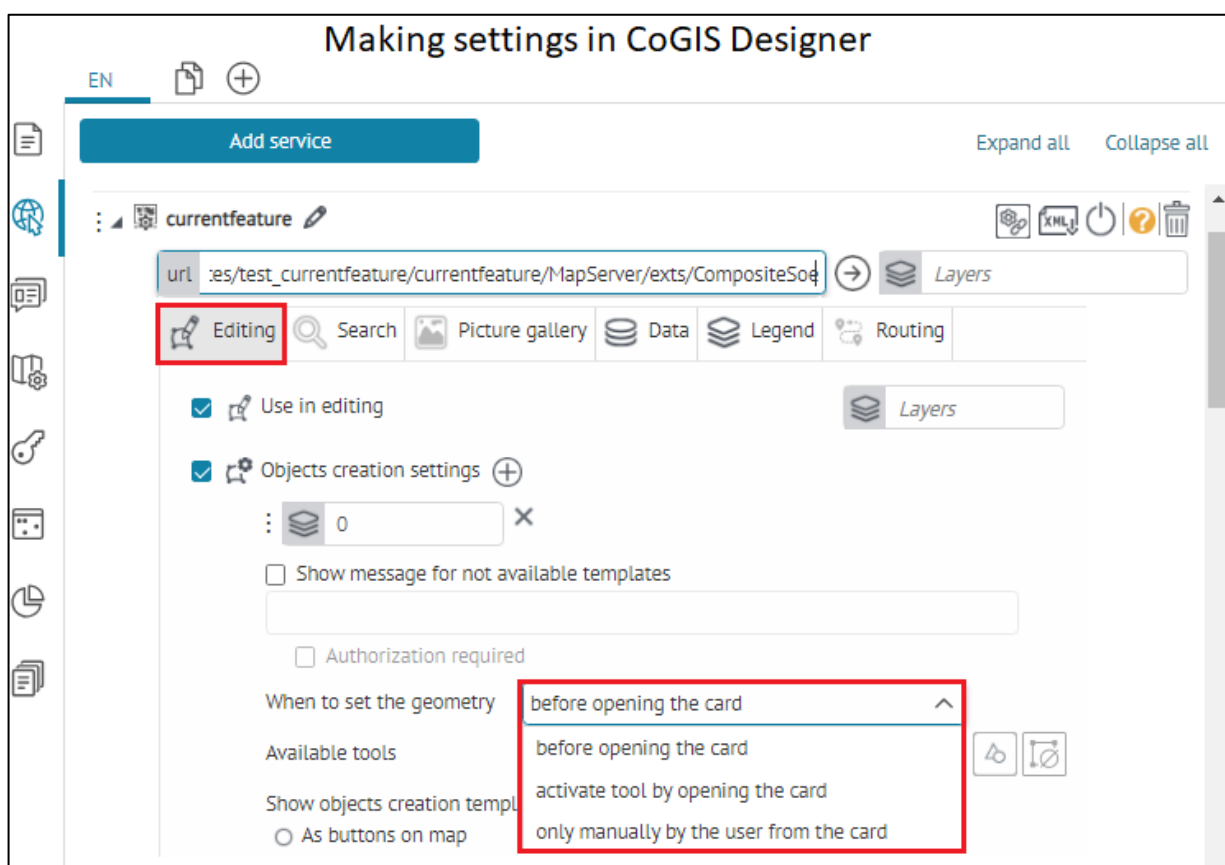 Making settings in CoGIS Designer
EN
Add service
Expand all Collapse all
currentfeature
XML ?
url :es/test_currentfeature/currentfeature/MapServer/exts/CompositeSoe Layers
Editing Search Picture gallery Data Legend Routing
Use in editing Layers
Objects creation settings
0
Show message for not available templates
Authorization required
When to set the geometry before opening the card
before opening the card
Available tools
activate tool by opening the card
Show objects creation templ
As buttons on map only manually by the user from the card